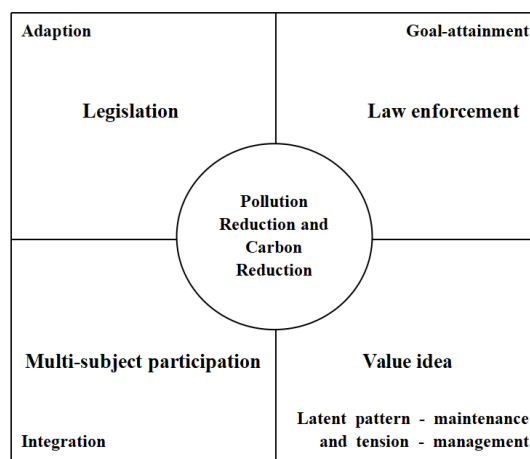 Adaption
Goal-attainment
Legislation
Law enforcement
Pollution
Reduction and
Carbon
Reduction
Multi-subject participation
Value idea
Latent pattern - maintenance
and tension - management
Integration